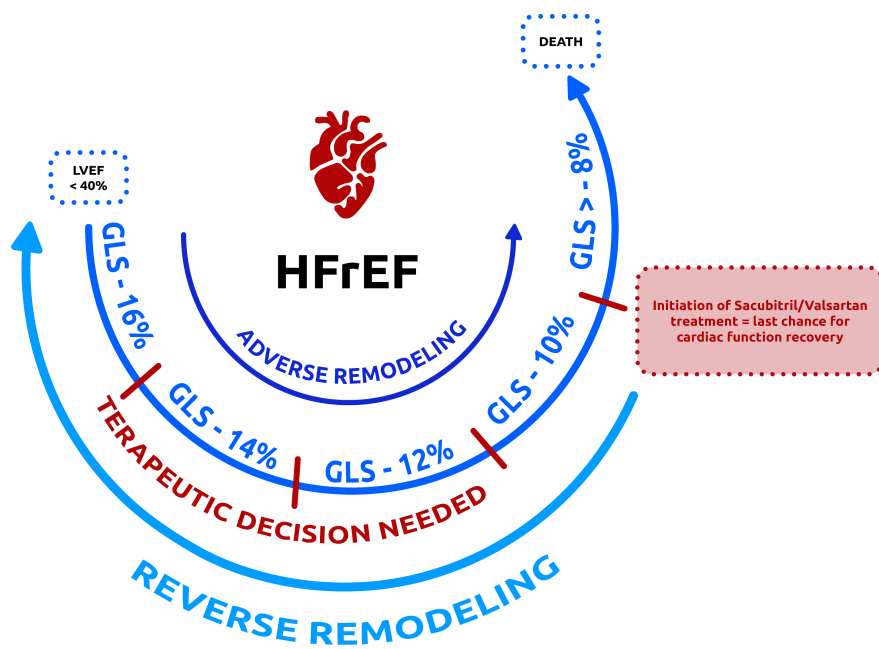 DEATH
LVEF
< 40%
HFrEF
ADVERSE REMODELING
GLS - 16%
GLS - 14%
GLS - 12%
GLS - 10%
GLS > - 8%
Initiation of Sacubitril/Valsartan
treatment = last chance for
cardiac function recovery
TERAPEUTIC DECISION NEEDED
REVERSE REMODELING